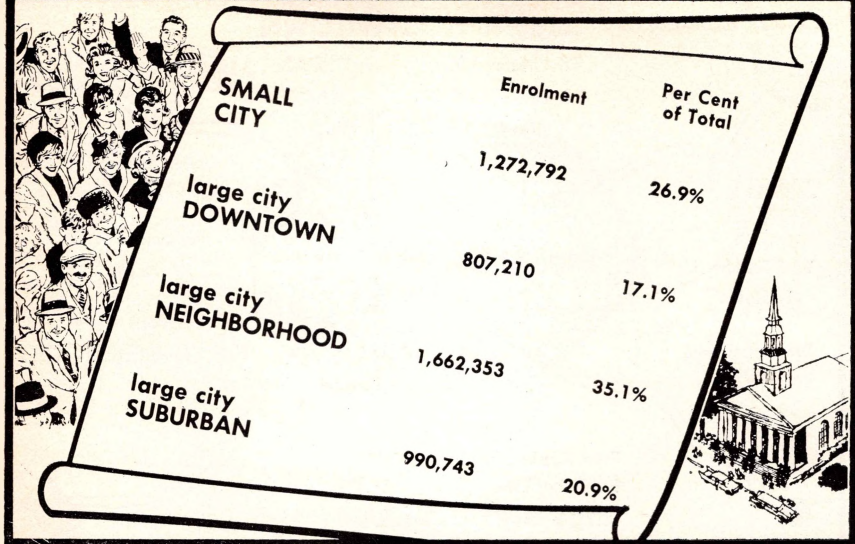 Enrolment
Per Cent
of Total
SMALL
CITY
1,272,792
26.9%
large city
DOWNTOWN
807,210
17.1%
large city
NEIGHBORHOOD
1,662,353
35.1%
large city
SUBURBAN
990,743
20.9%